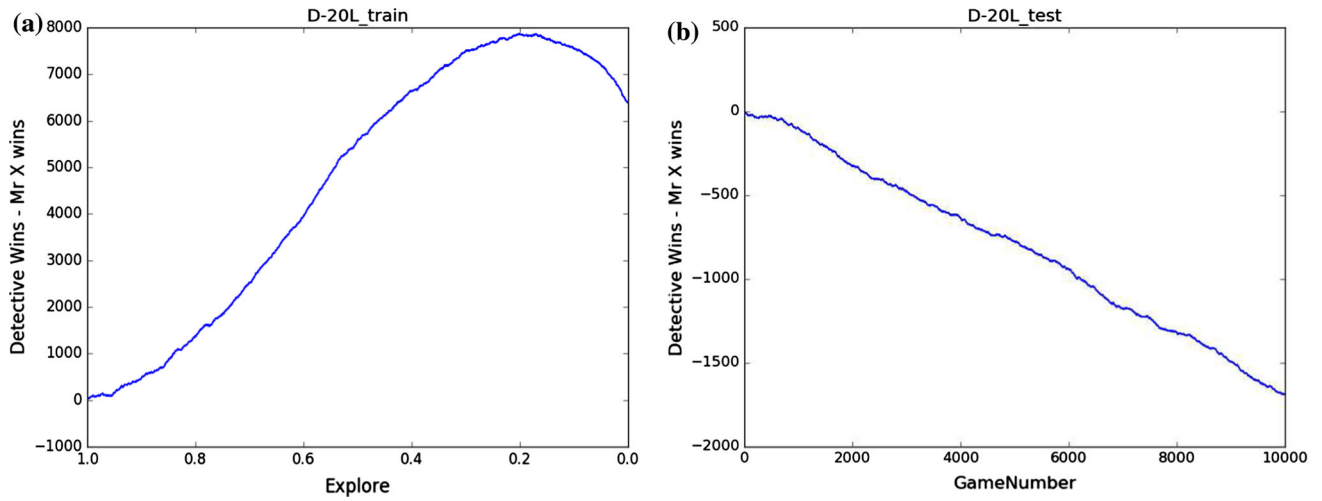 (a)
D-20L_train
Detective Wins - Mr X wins
8000
7000
6000
5000
4000
3000
2000
1000
0
−1000
1.0 0.8 0.6 0.4 0.2 0.0
Explore
(b)
D-20L_test
Detective Wins - Mr X wins
500
0
−500
−1000
−1500
−2000
0 2000 4000 6000 8000 10000
GameNumber